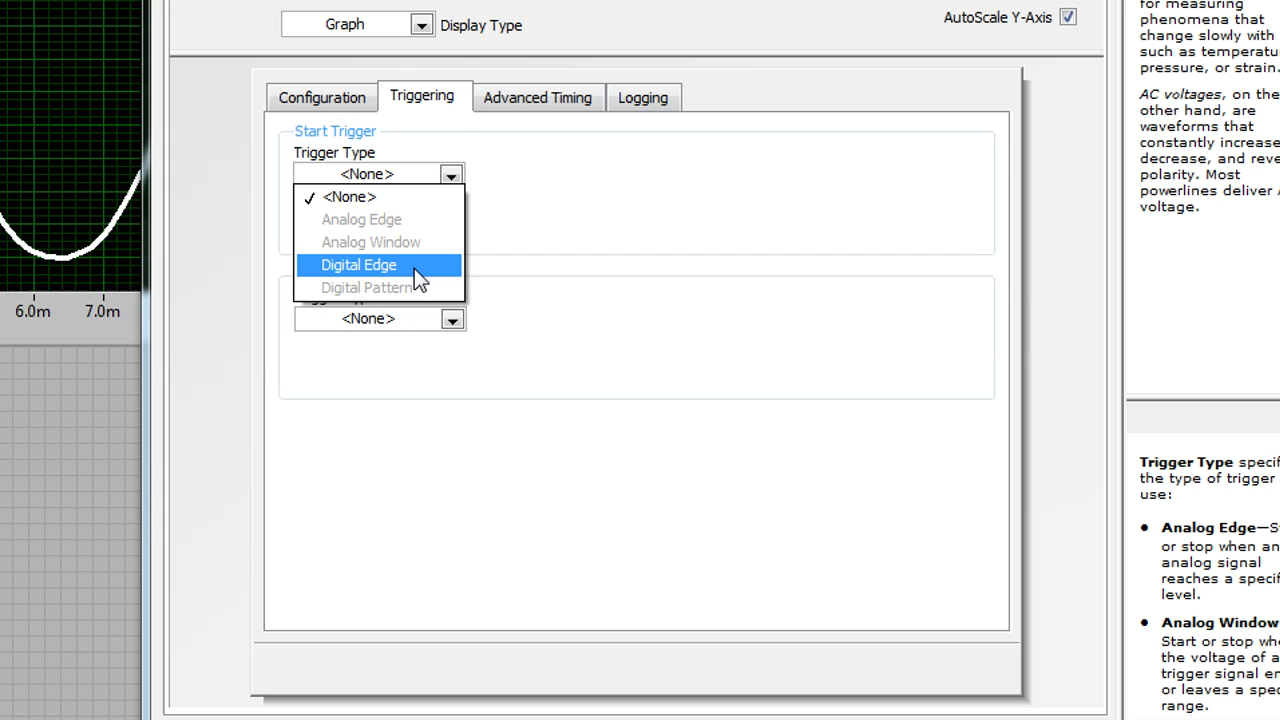 Graph
Display Type
AutoScale Y-Axis
Configuration
Triggering
Advanced Timing
Logging
Start Trigger
Trigger Type
<None>
<None>
Analog Edge
Analog Window
Digital Edge
Digital Pattern
<None>
6.0m
7.0m
for measuring
phenomena that
change slowly with
such as temperatu
pressure, or strain.
AC voltages, on the
other hand, are
waveforms that
constantly increase
decrease, and reve
polarity. Most
powerlines deliver A
voltage.
Trigger Type specif
the type of trigger
use:
• Analog Edge—St
or stop when an
analog signal
reaches a specif
level.
• Analog Window
Start or stop whe
the voltage of a
trigger signal en
or leaves a spec
range.